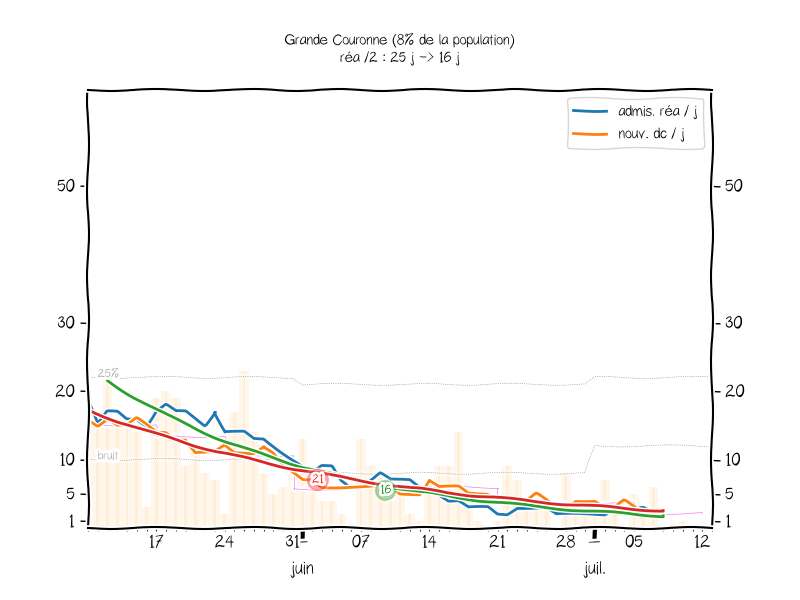 Grande Couronne (8% de la population)
réa /2 : 25 j -> 16 j
admis. réa / j
nouv. dc / j
50
50
30
30
25%
20
20
bruit
10
10
21
16
5
5
1
1
17 24 31 07 14 21 28 05 12
juin juil.